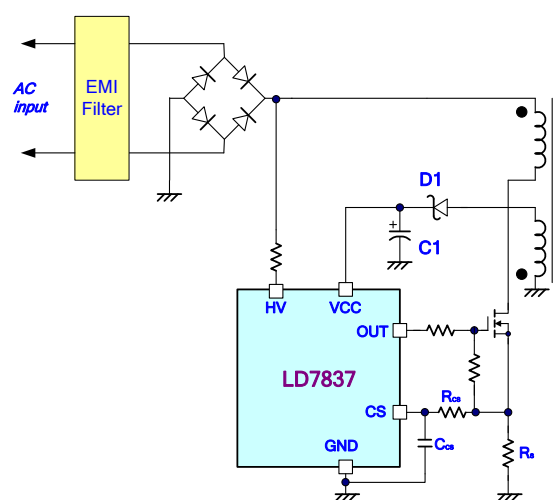 AC
input
EMI
Filter
D1
+
C1
HV
VCC
OUT
LD7837
CS
Rcs
GND
Ccs
Rs